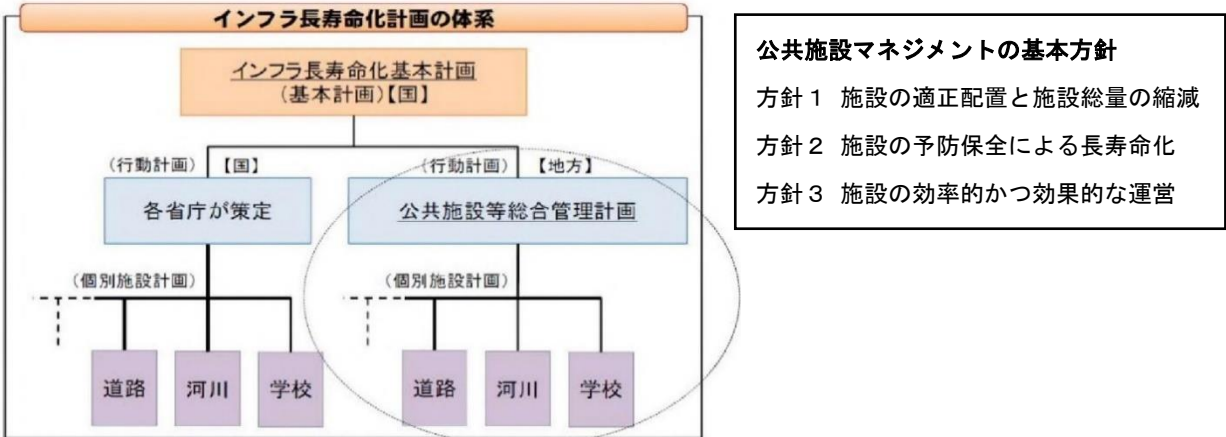 インフラ長寿命化計画の体系
インフラ長寿命化基本計画
(基本計画)【国】
(行動計画) 【国】
(行動計画) 【地方】
各省庁が策定
公共施設等総合管理計画
(個別施設計画)
(個別施設計画)
道路
河川
学校
道路
河川
学校
公共施設マネジメントの基本方針
方針1 施設の適正配置と施設総量の縮減
方針2 施設の予防保全による長寿命化
方針3 施設の効率的かつ効果的な運営